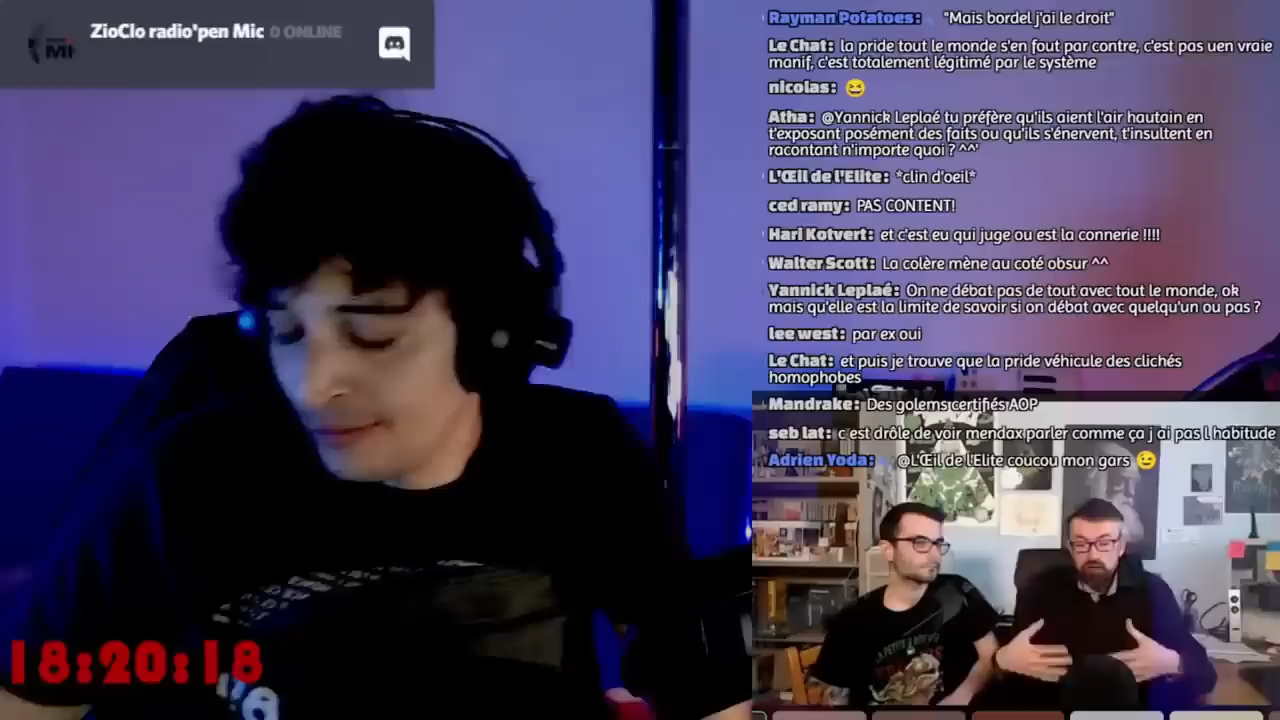 ZioClo radio'pen Mic 0 ONLINE
MI
Rayman Potatoes: "Mais bordel j'ai le droit"
Le Chat: la pride tout le monde s'en fout par contre, c'est pas uen vraie
manif, c'est totalement légitimé par le système
nicolas: 😆
Atha: @Yannick Leplaé tu préfère qu'ils aient l'air hautain en
t'exposant posément des faits ou qu'ils s'énervent, t'insultent en
racontant n'importe quoi ? ^^'
L'Œil de l'Elite: *clin d'oeil*
ced ramy: PAS CONTENT!
Hari Kotvert: et c'est eu qui juge ou est la connerie !!!!
Walter Scott: La colère mène au coté obsur ^^
Yannick Leplaé: On ne débat pas de tout avec tout le monde, ok
mais qu'elle est la limite de savoir si on débat avec quelqu'un ou pas ?
lee west: par ex oui
Le Chat: et puis je trouve que la pride véhicule des clichés
homophobes
Mandrake: Des golems certifiés AOP
seb lat: c'est drôle de voir mendax parler comme ça j ai pas l habitude
Adrien Yoda: @L'Œil de l'Elite coucou mon gars 😉
18:20:18